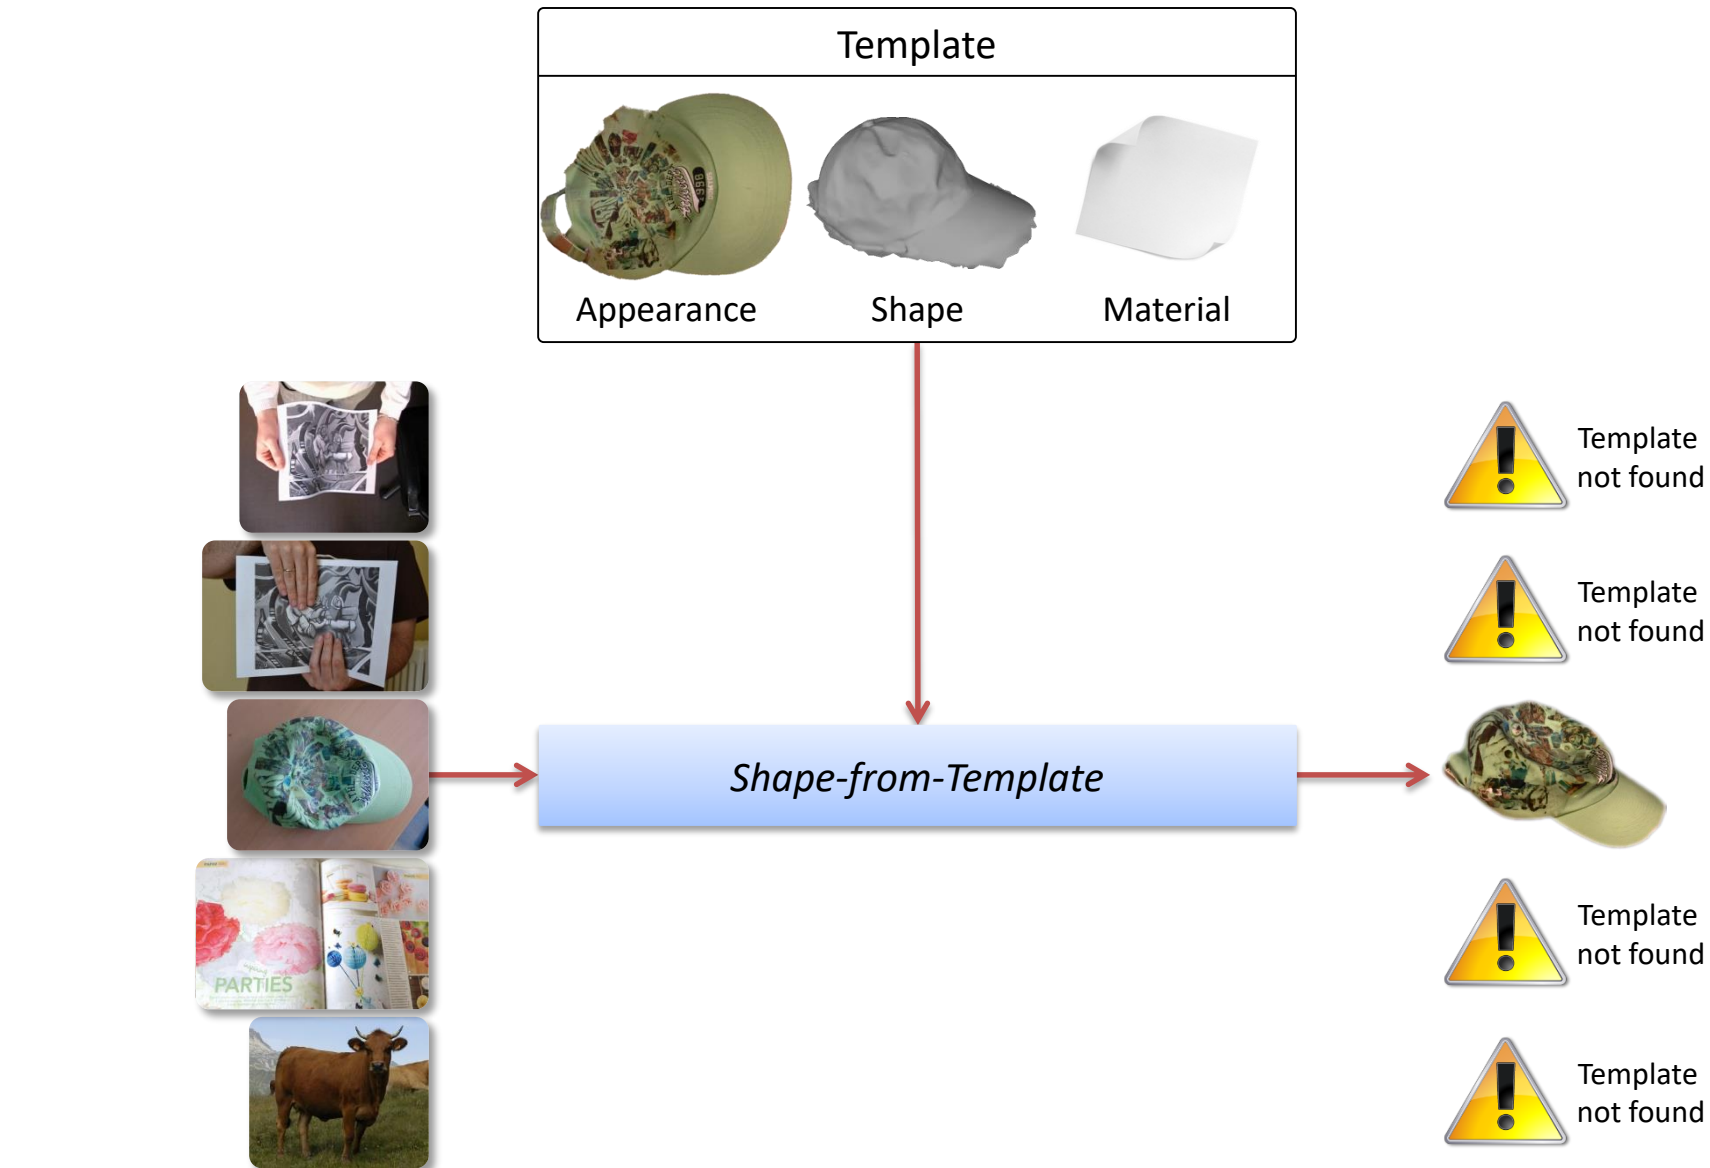 Template
Appearance
Shape
Material
Template
not found
Template
not found
Shape-from-Template
PARTIES
Template
not found
Template
not found